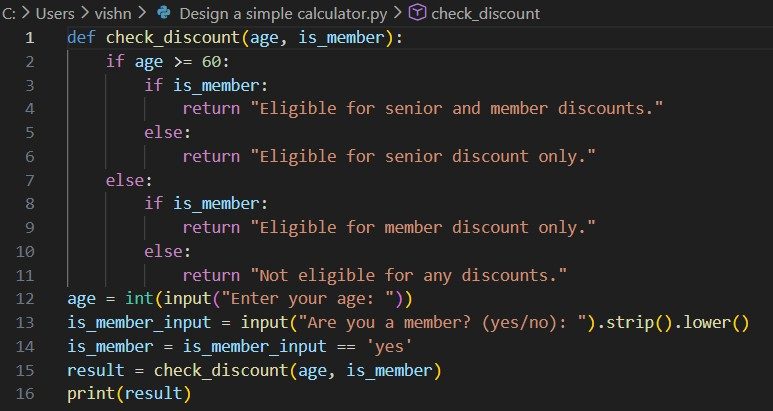 C: > Users > vishn > Design a simple calculator.py > check_discount
1 def check_discount(age, is_member):
2     if age >= 60:
3         if is_member:
4             return "Eligible for senior and member discounts."
5         else:
6             return "Eligible for senior discount only."
7     else:
8         if is_member:
9             return "Eligible for member discount only."
10         else:
11             return "Not eligible for any discounts."
12 age = int(input("Enter your age: "))
13 is_member_input = input("Are you a member? (yes/no): ").strip().lower()
14 is_member = is_member_input == 'yes'
15 result = check_discount(age, is_member)
16 print(result)